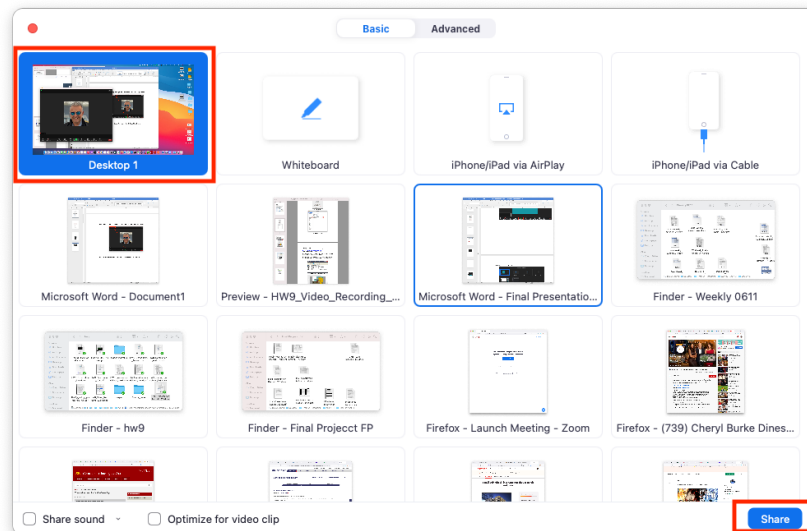 Basic Advanced
Desktop 1
Whiteboard
iPhone/iPad via AirPlay
iPhone/iPad via Cable
Microsoft Word - Document1
Preview - HW9_Video_Recording_...
Microsoft Word - Final Presentatio...
Finder - Weekly 0611
Finder - hw9
Finder - Final Projecct FP
Firefox - Launch Meeting - Zoom
Firefox - (739) Cheryl Burke Dines...
Share sound
Optimize for video clip
Share